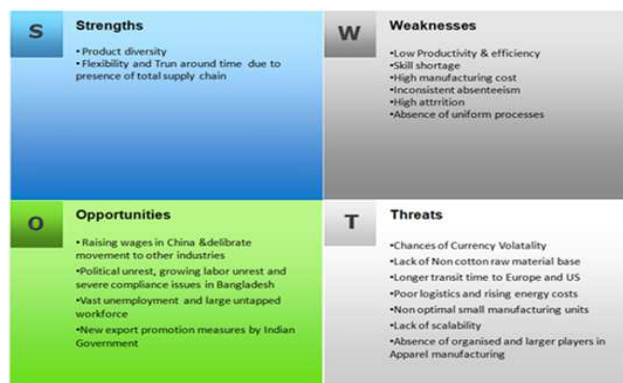 S
Strengths
•Product diversity
•Flexibility and Trun around time due to
presence of total supply chain
W
Weaknesses
•Low Productivity & efficiency
•Skill shortage
•High manufacturing cost
•Inconsistent absenteeism
•High attrrition
•Absence of uniform processes
O
Opportunities
•Raising wages in China &delibrate
movement to other industries
•Political unrest, growing labor unrest and
severe compliance issues in Bangladesh
•Vast unemployment and large untapped
workforce
•New export promotion measures by Indian
Government
T
Threats
•Chances of Currency Volatality
•Lack of Non cotton raw material base
•Longer transit time to Europe and US
•Poor logistics and rising energy costs
•Non optimal small manufacturing units
•Lack of scalability
•Absence of organised and larger players in
Apparel manufacturing